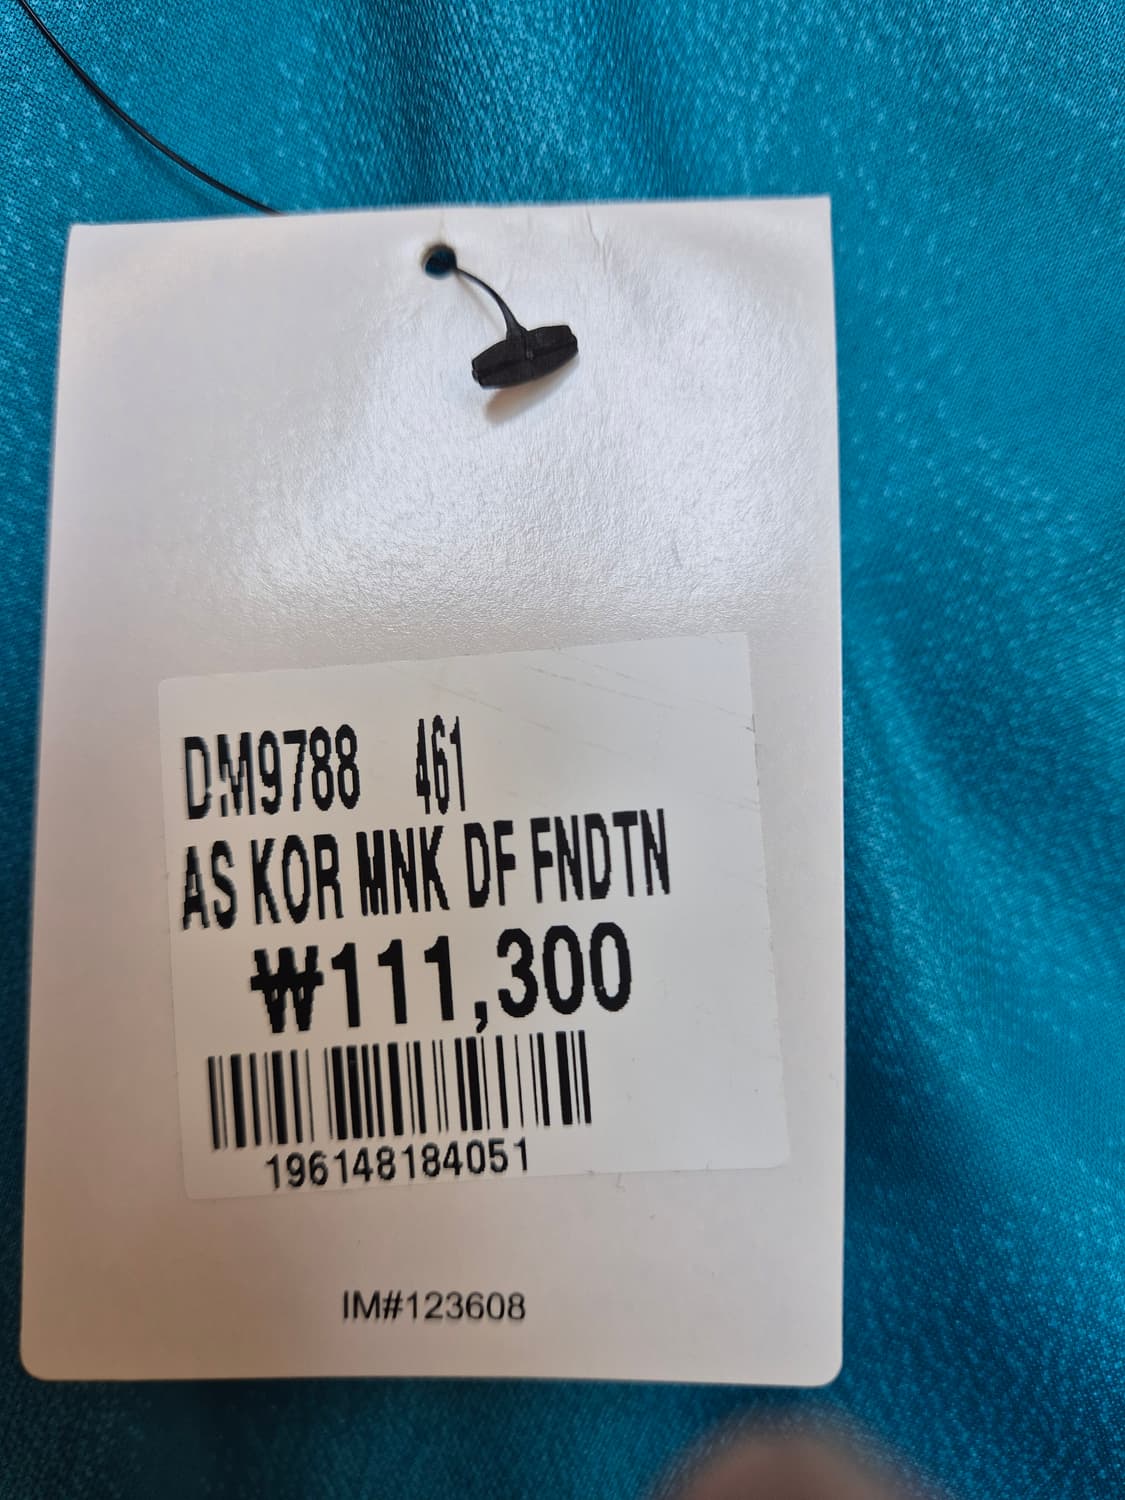 DM9788 461
AS KOR MNK DF FNDTN
₩111,300
196148184051
IM#123608